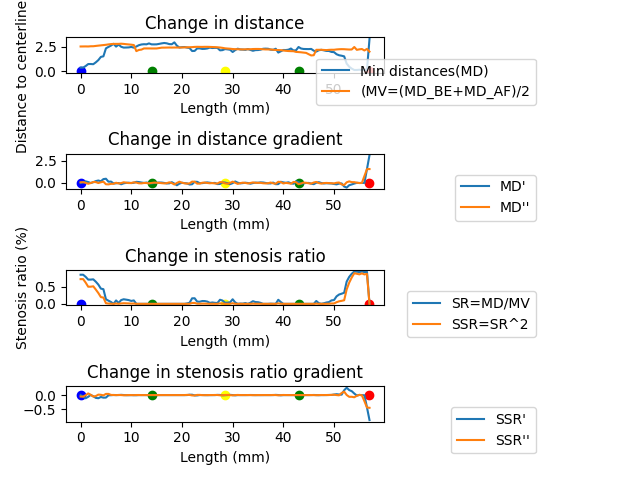 Change in distance
Distance to centerline
2.5
0.0
0 10 20 30 40 50
Length (mm)
Min distances(MD)
(MV=(MD_BE+MD_AF)/2
Change in distance gradient
2.5
0.0
0 10 20 30 40 50
Length (mm)
MD'
MD''
Change in stenosis ratio
Stenosis ratio (%)
0.5
0.0
0 10 20 30 40 50
Length (mm)
SR=MD/MV
SSR=SR^2
Change in stenosis ratio gradient
0.0
−0.5
0 10 20 30 40 50
Length (mm)
SSR'
SSR''